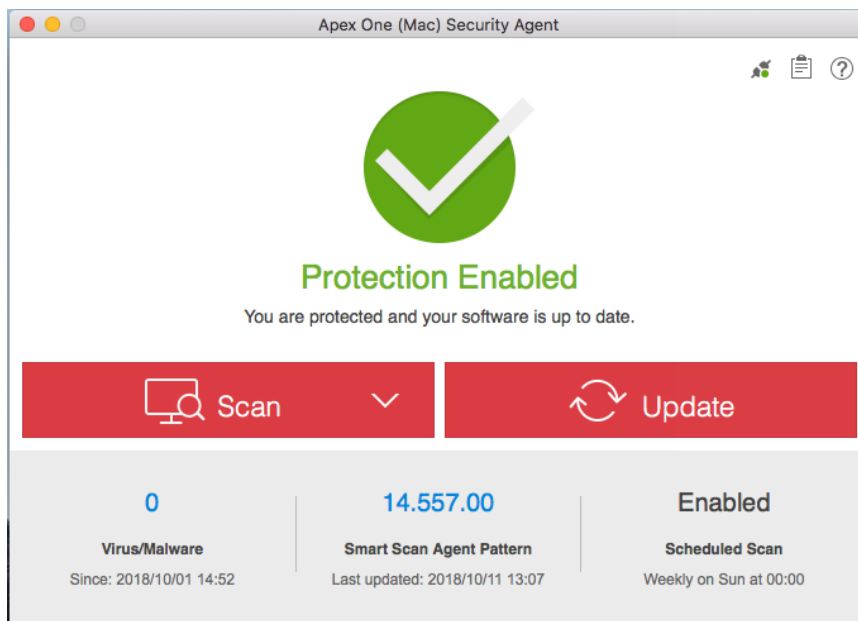 Apex One (Mac) Security Agent
?
Protection Enabled
You are protected and your software is up to date.
Scan
Update
0
14.557.00
Enabled
Virus/Malware
Smart Scan Agent Pattern
Scheduled Scan
Since: 2018/10/01 14:52
Last updated: 2018/10/11 13:07
Weekly on Sun at 00:00